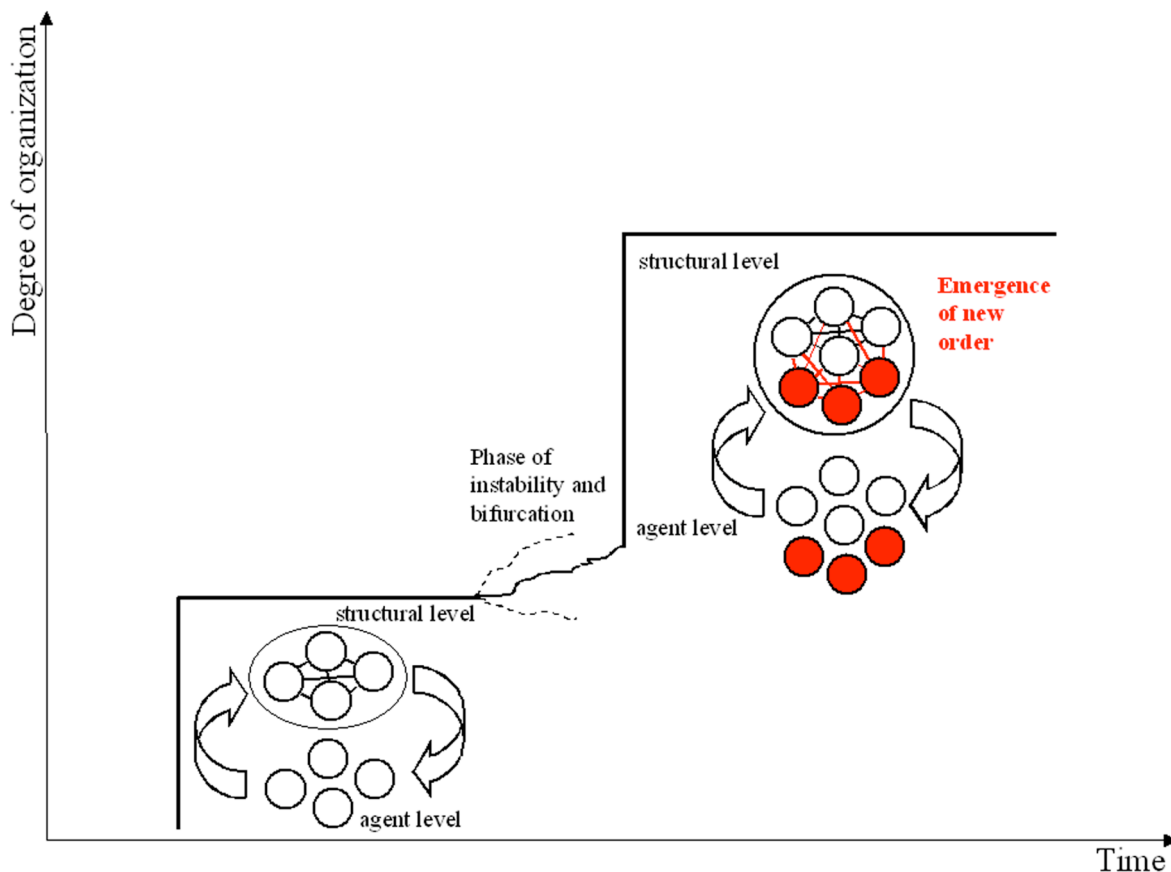 Degree of organization
structural level
Emergence
of new
order
Phase of
instability and
bifurcation
agent level
structural level
agent level
Time